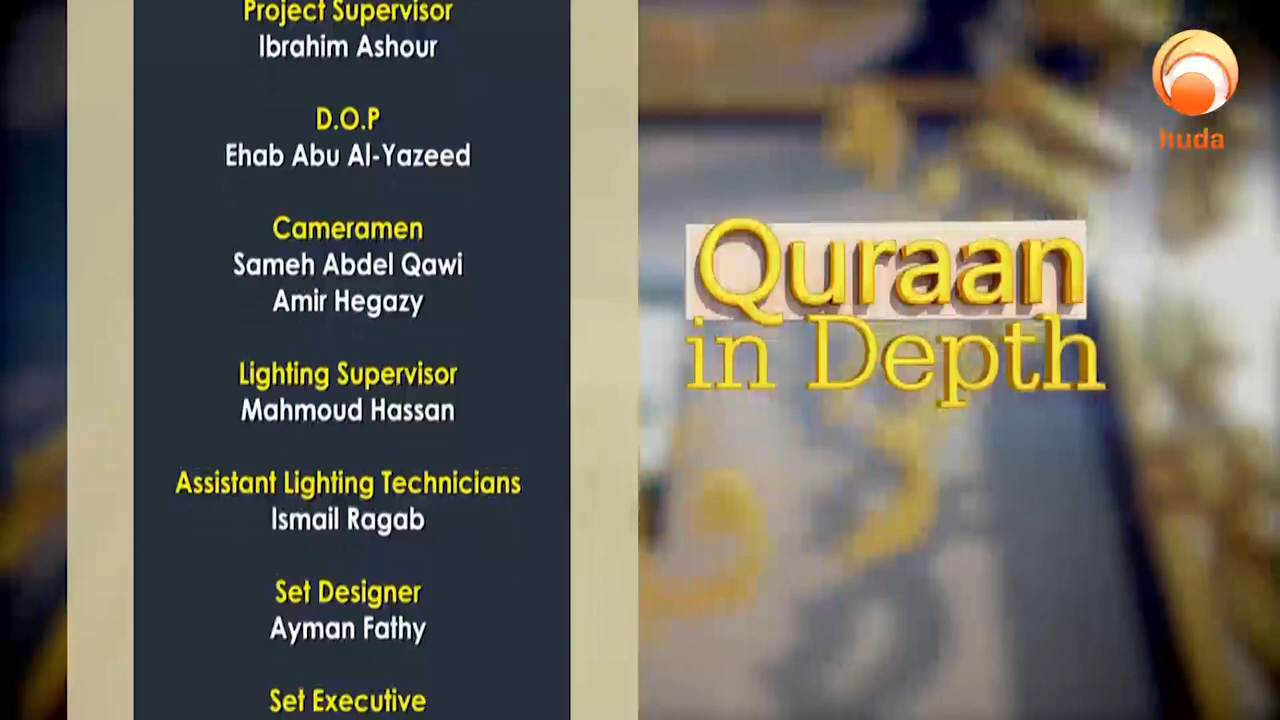 Project Supervisor
Ibrahim Ashour
D.O.P
Ehab Abu Al-Yazeed
Cameramen
Sameh Abdel Qawi
Amir Hegazy
Lighting Supervisor
Mahmoud Hassan
Assistant Lighting Technicians
Ismail Ragab
Set Designer
Ayman Fathy
Set Executive
Quraan
in Depth
huda